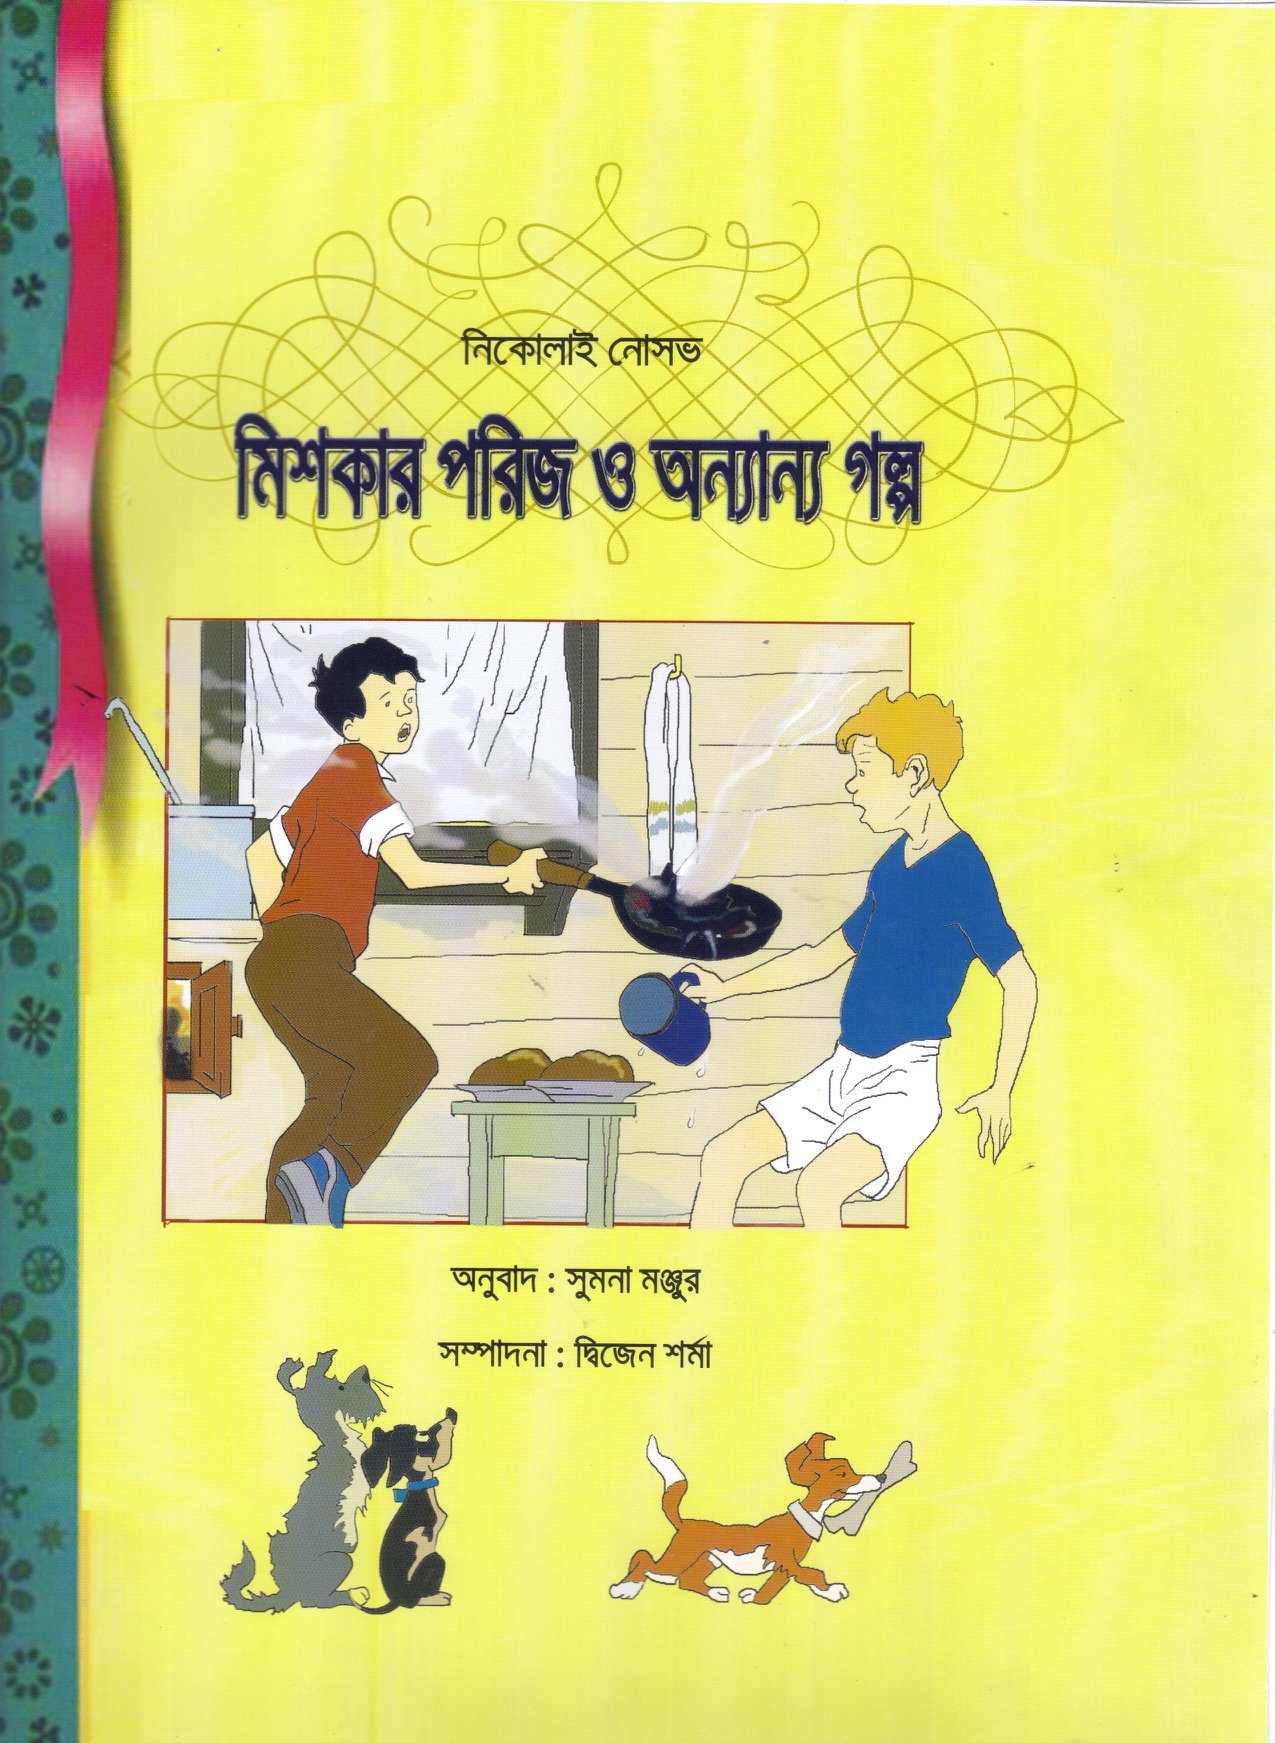 নিকোলাই নোসভ
মিশকার পরিজ ও অন্যান্য গল্প
অনুবাদ : সুমনা মঞ্জুর
সম্পাদনা : দ্বিজেন শর্মা